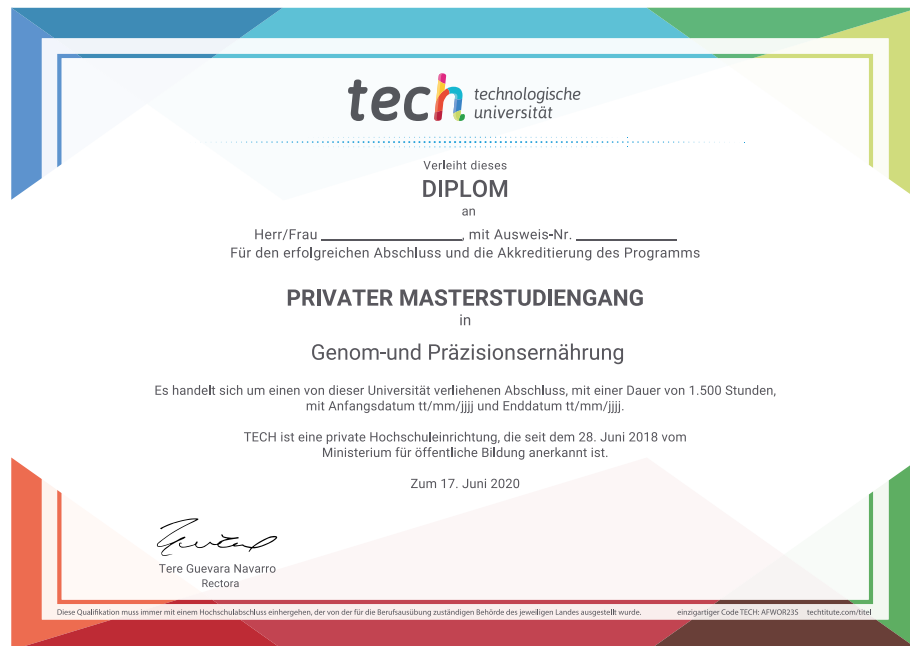 tech technologische
universität
Verleiht dieses
DIPLOM
an
Herr/Frau ________________, mit Ausweis-Nr. ____________
Für den erfolgreichen Abschluss und die Akkreditierung des Programms
PRIVATER MASTERSTUDIENGANG
in
Genom-und Präzisionsernährung
Es handelt sich um einen von dieser Universität verliehenen Abschluss, mit einer Dauer von 1.500 Stunden,
mit Anfangsdatum tt/mm/jjjj und Enddatum tt/mm/jjjj.
TECH ist eine private Hochschuleinrichtung, die seit dem 28. Juni 2018 vom
Ministerium für öffentliche Bildung anerkannt ist.
Zum 17. Juni 2020
Tere Guevara Navarro
Rectora
Diese Qualifikation muss immer mit einem Hochschulabschluss einhergehen, der von der für die Berufsausübung zuständigen Behörde des jeweiligen Landes ausgestellt wurde. einzigartiger Code TECH: AFWOR23S techtitute.com/titel